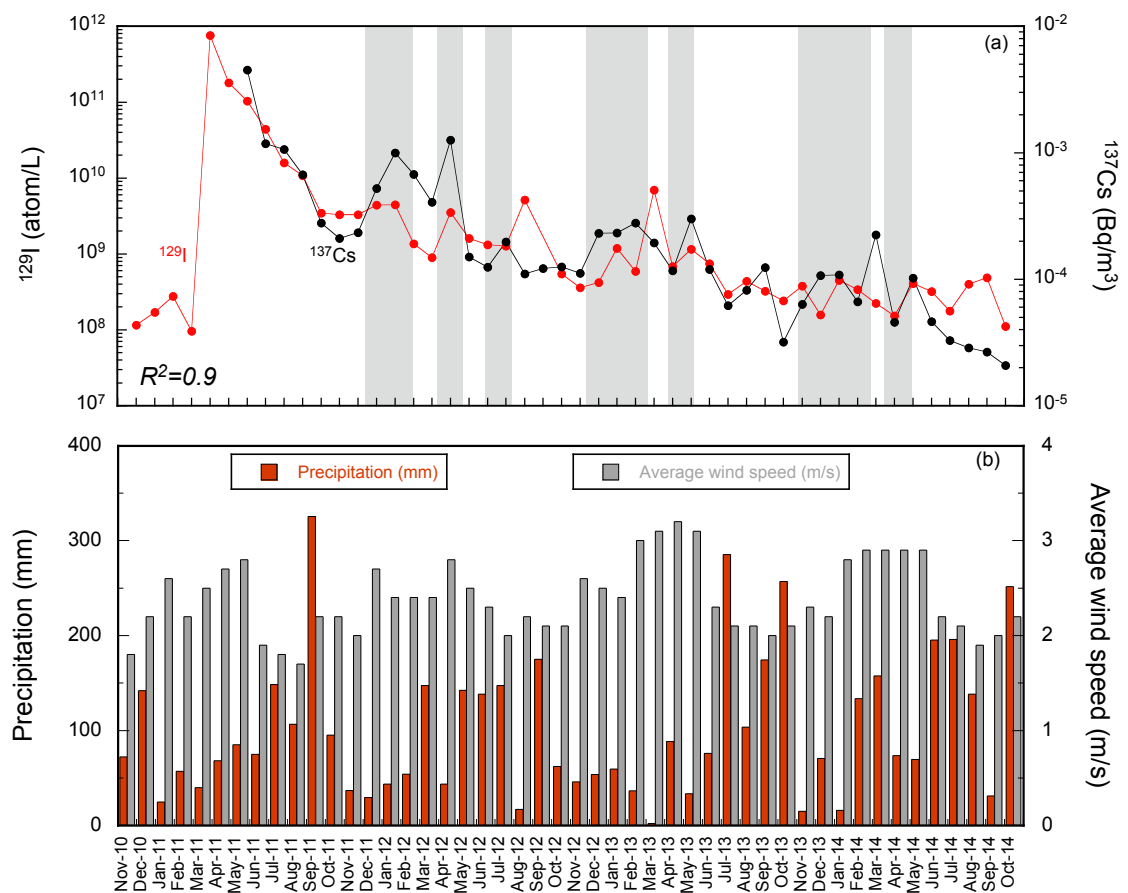 (a)
10¹²
10¹¹
10¹⁰
10⁹
10⁸
10⁷
¹²⁹I (atom/L)
10⁻²
10⁻³
10⁻⁴
10⁻⁵
¹³⁷Cs (Bq/m³)
¹²⁹I
¹³⁷Cs
R²=0.9
(b)
Precipitation (mm)
Average wind speed (m/s)
400
300
200
100
0
Precipitation (mm)
4
3
2
1
0
Average wind speed (m/s)
Nov-10
Dec-10
Jan-11
Feb-11
Mar-11
Apr-11
May-11
Jun-11
Jul-11
Aug-11
Sep-11
Oct-11
Nov-11
Dec-11
Jan-12
Feb-12
Mar-12
Apr-12
May-12
Jun-12
Jul-12
Aug-12
Sep-12
Oct-12
Nov-12
Dec-12
Jan-13
Feb-13
Mar-13
Apr-13
May-13
Jun-13
Jul-13
Aug-13
Sep-13
Oct-13
Nov-13
Dec-13
Jan-14
Feb-14
Mar-14
Apr-14
May-14
Jun-14
Jul-14
Aug-14
Sep-14
Oct-14